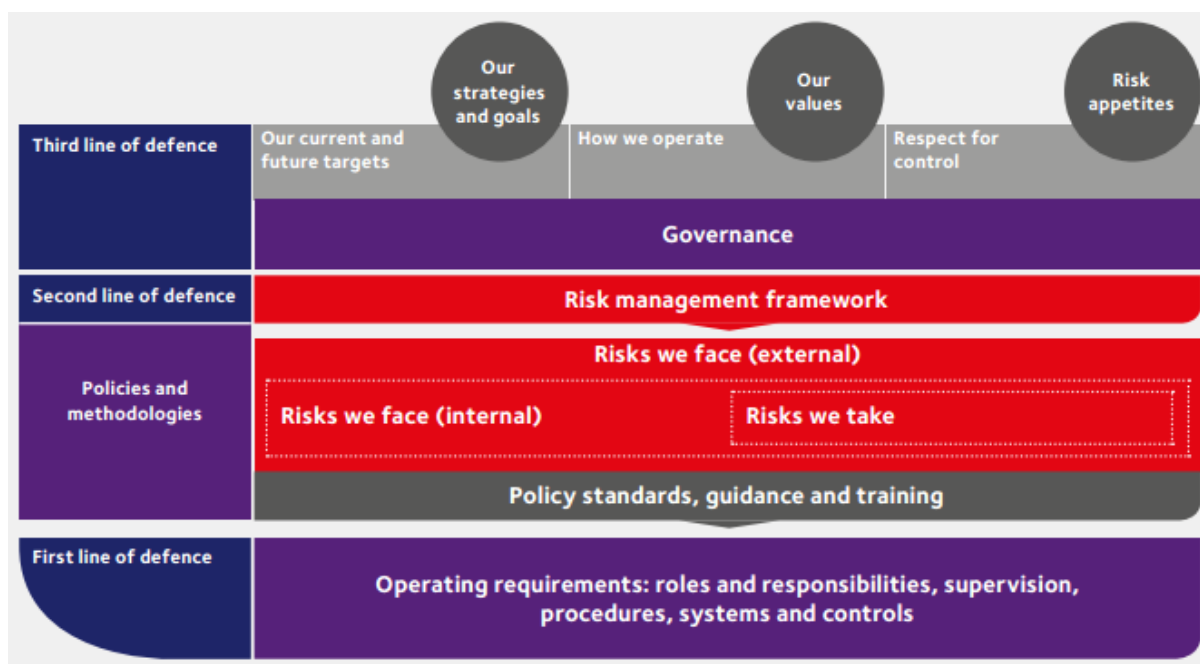 Our
strategies
and goals
Our
values
Risk
appetites
Third line of defence
Our current and
future targets
How we operate
Respect for
control
Governance
Second line of defence
Risk management framework
Policies and
methodologies
Risks we face (external)
Risks we face (internal)
Risks we take
Policy standards, guidance and training
First line of defence
Operating requirements: roles and responsibilities, supervision,
procedures, systems and controls